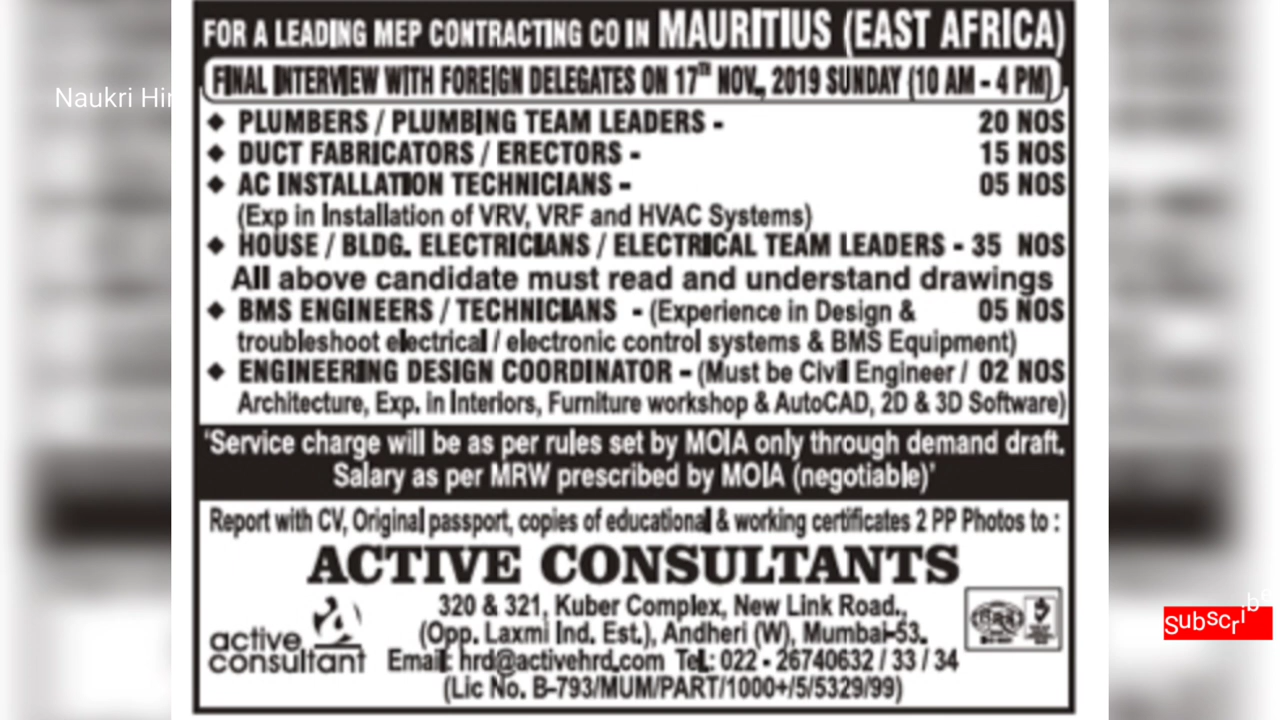 FOR A LEADING MEP CONTRACTING CO IN MAURITIUS (EAST AFRICA)
FINAL INTERVIEW WITH FOREIGN DELEGATES ON 17TH NOV., 2019 SUNDAY (10 AM - 4 PM)
◆ PLUMBERS / PLUMBING TEAM LEADERS - 20 NOS
◆ DUCT FABRICATORS / ERECTORS - 15 NOS
◆ AC INSTALLATION TECHNICIANS - 05 NOS
(Exp in Installation of VRV, VRF and HVAC Systems)
◆ HOUSE / BLDG. ELECTRICIANS / ELECTRICAL TEAM LEADERS - 35 NOS
All above candidate must read and understand drawings
◆ BMS ENGINEERS / TECHNICIANS - (Experience in Design & 05 NOS
troubleshoot electrical / electronic control systems & BMS Equipment)
◆ ENGINEERING DESIGN COORDINATOR - (Must be Civil Engineer / 02 NOS
Architecture, Exp. in Interiors, Furniture workshop & AutoCAD, 2D & 3D Software)
'Service charge will be as per rules set by MOIA only through demand draft.
Salary as per MRW prescribed by MOIA (negotiable)'
Report with CV, Original passport, copies of educational & working certificates 2 PP Photos to :
ACTIVE CONSULTANTS
320 & 321, Kuber Complex, New Link Road.,
(Opp. Laxmi Ind. Est.), Andheri (W), Mumbai-53.
Email: hrd@activehrd.com Tel.: 022 - 26740632 / 33 / 34
(Lic No. B-793/MUM/PART/1000+/5/5329/99)
active
consultant
Naukri Hin
Subscrib